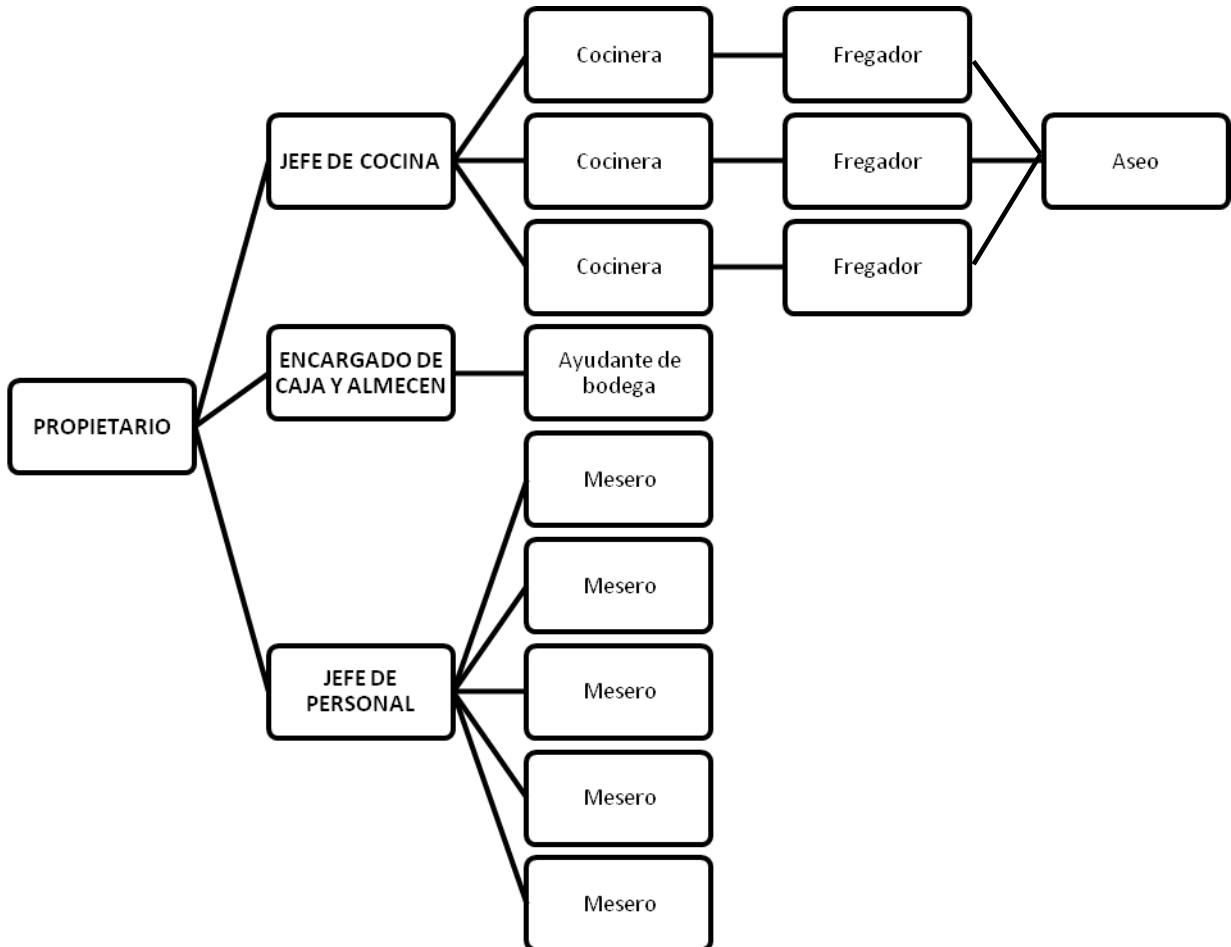 Cocinera
Fregador
JEFE DE COCINA
Cocinera
Fregador
Aseo
Cocinera
Fregador
ENCARGADO DE
CAJA Y ALMECEN
Ayudante de
bodega
PROPIETARIO
Mesero
Mesero
JEFE DE
PERSONAL
Mesero
Mesero
Mesero